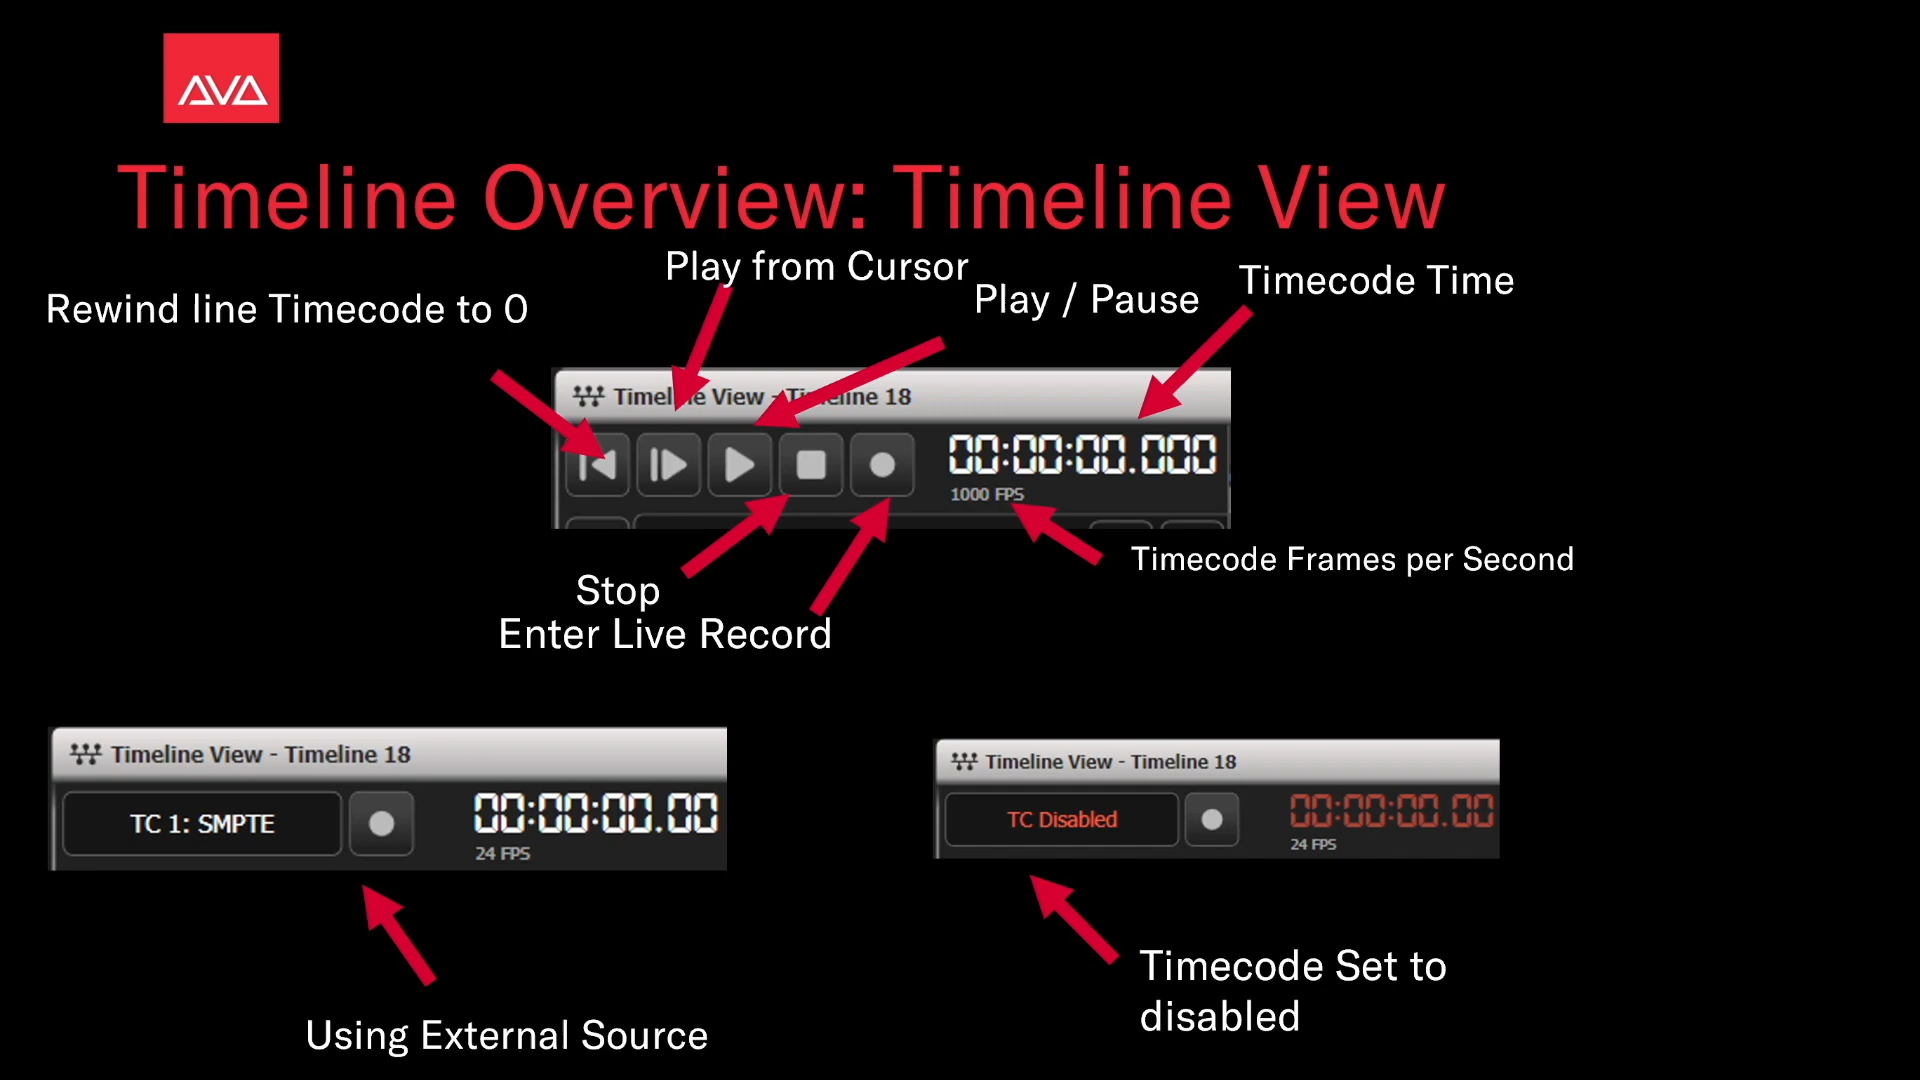 AVA
Timeline Overview: Timeline View
Play from Cursor
Timecode Time
Play / Pause
Rewind line Timecode to 0
Timeline View - Timeline 18
00:00:00.000
1000 FPS
Timecode Frames per Second
Stop
Enter Live Record
Timeline View - Timeline 18
TC 1: SMPTE
00:00:00.00
24 FPS
Using External Source
Timeline View - Timeline 18
TC Disabled
00:00:00.00
24 FPS
Timecode Set to
disabled